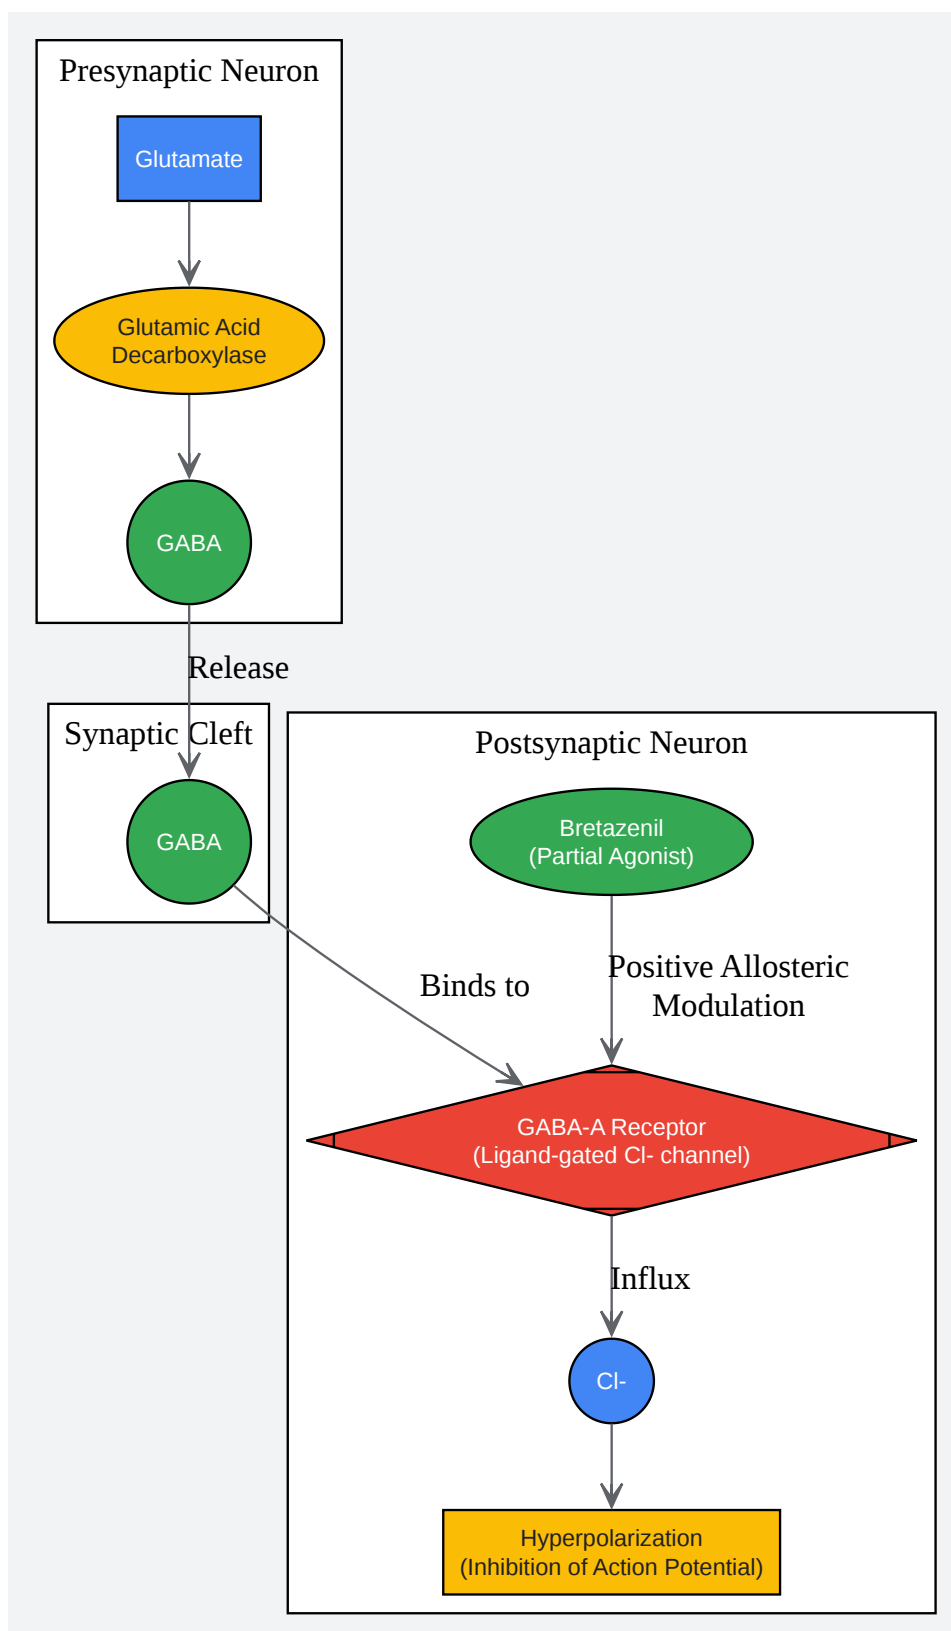 Presynaptic Neuron
Glutamate
Glutamic Acid
Decarboxylase
GABA
Release
Synaptic Cleft
GABA
Postsynaptic Neuron
Bretazenil
(Partial Agonist)
Binds to
Positive Allosteric
Modulation
GABA-A Receptor
(Ligand-gated Cl- channel)
Influx
Cl-
Hyperpolarization
(Inhibition of Action Potential)